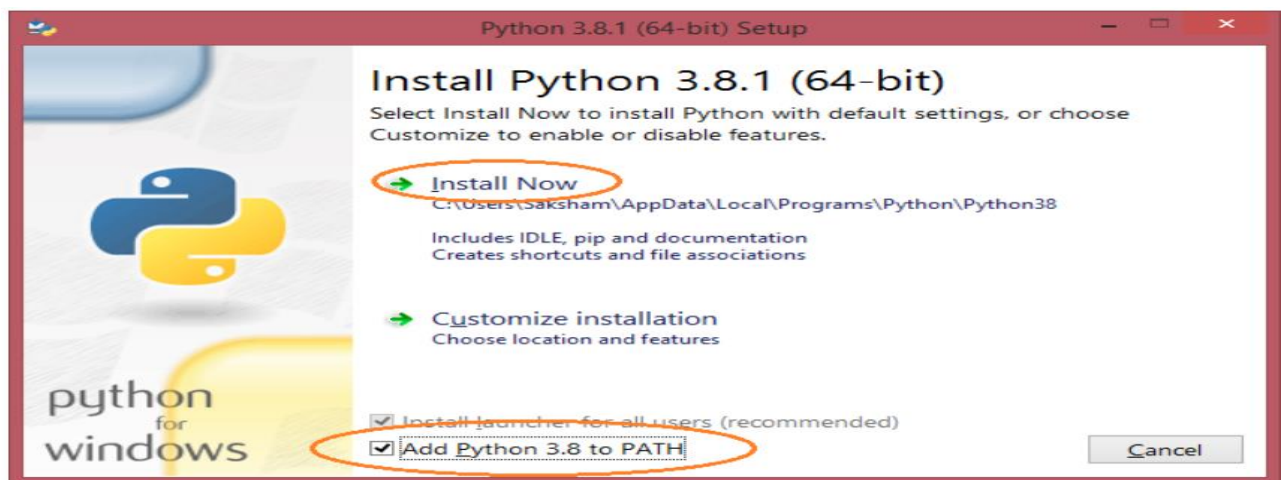 Python 3.8.1 (64-bit) Setup
Install Python 3.8.1 (64-bit)
Select Install Now to install Python with default settings, or choose
Customize to enable or disable features.
Install Now
C:\Users\Saksham\AppData\Local\Programs\Python\Python38
Includes IDLE, pip and documentation
Creates shortcuts and file associations
Customize installation
Choose location and features
python
for
windows
Install launcher for all users (recommended)
Add Python 3.8 to PATH
Cancel